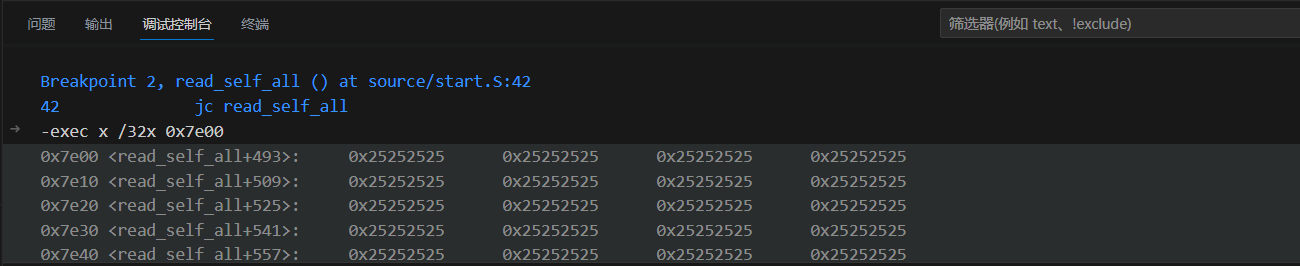 问题 输出 调试控制台 终端 筛选器(例如 text、!exclude)
Breakpoint 2, read_self_all () at source/start.S:42
42 jc read_self_all
→ -exec x /32x 0x7e00
0x7e00 <read_self_all+493>: 0x25252525 0x25252525 0x25252525 0x25252525
0x7e10 <read_self_all+509>: 0x25252525 0x25252525 0x25252525 0x25252525
0x7e20 <read_self_all+525>: 0x25252525 0x25252525 0x25252525 0x25252525
0x7e30 <read_self_all+541>: 0x25252525 0x25252525 0x25252525 0x25252525
0x7e40 <read_self_all+557>: 0x25252525 0x25252525 0x25252525 0x25252525